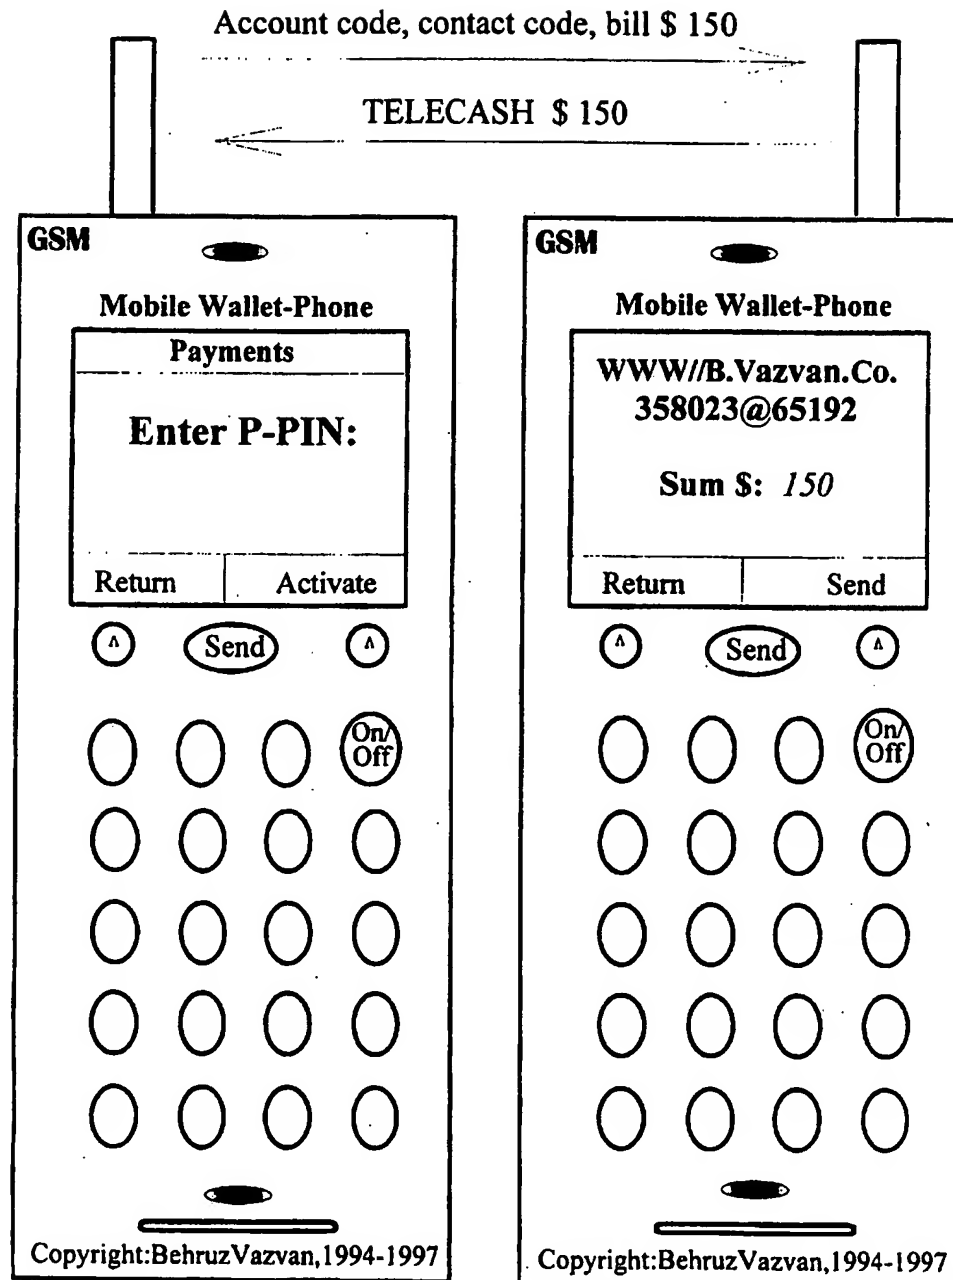 Account code, contact code, bill $ 150
TELECASH $ 150
GSM
Mobile Wallet-Phone
Payments
Enter P-PIN:
Return Activate
^ Send ^
On/
Off
Copyright:BehruzVazvan,1994-1997
GSM
Mobile Wallet-Phone
WWW//B.Vazvan.Co.
358023@65192
Sum $: 150
Return Send
^ Send ^
On/
Off
Copyright:BehruzVazvan,1994-1997